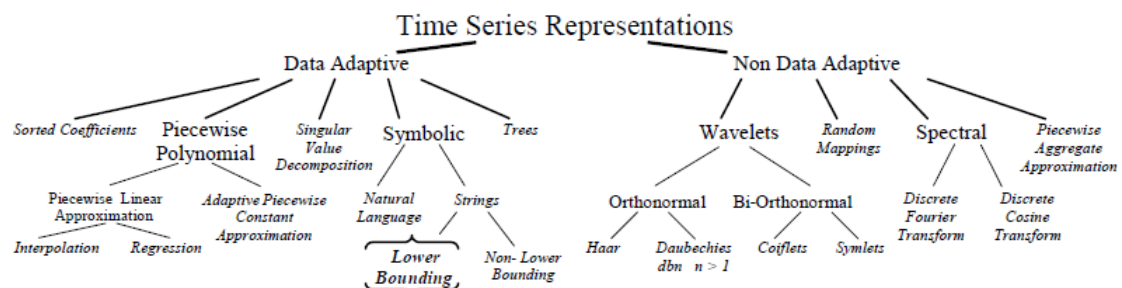 Time Series Representations
Data Adaptive
Non Data Adaptive
Sorted Coefficients
Piecewise
Polynomial
Singular
Value
Decomposition
Symbolic
Trees
Wavelets
Random
Mappings
Spectral
Piecewise
Aggregate
Approximation
Piecewise Linear
Approximation
Adaptive Piecewise
Constant
Approximation
Natural
Language
Strings
Orthonormal
Bi-Orthonormal
Discrete
Fourier
Transform
Discrete
Cosine
Transform
Interpolation
Regression
Lower
Bounding
Non- Lower
Bounding
Haar
Daubechies
dbn n > 1
Coiflets
Symlets